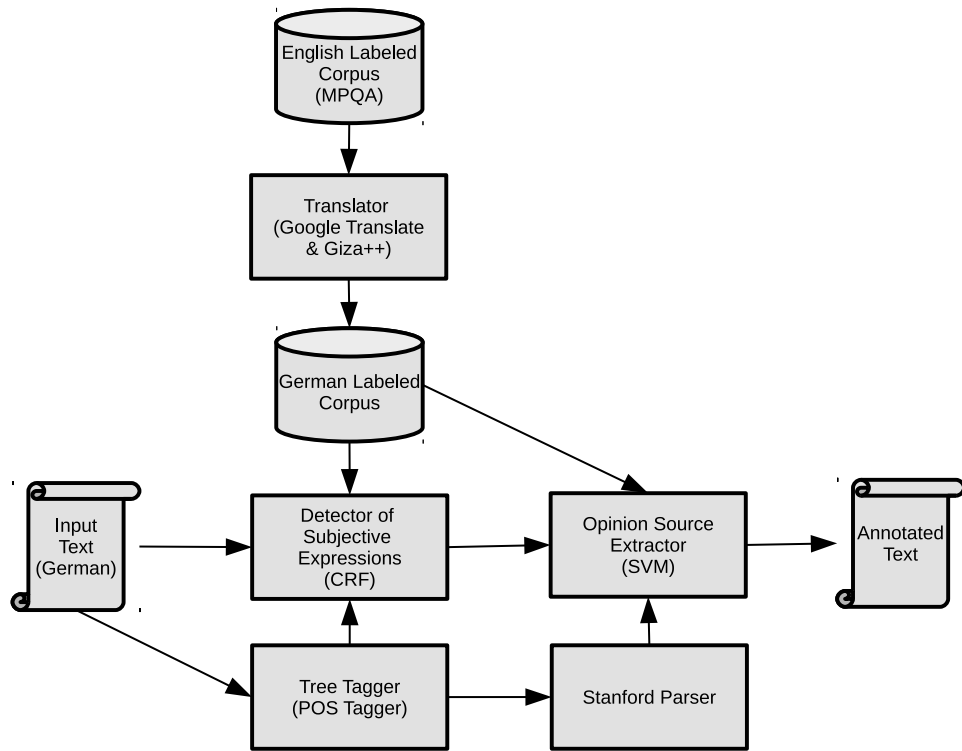 English Labeled
Corpus
(MPQA)
Translator
(Google Translate
& Giza++)
German Labeled
Corpus
Input
Text
(German)
Detector of
Subjective
Expressions
(CRF)
Opinion Source
Extractor
(SVM)
Annotated
Text
Tree Tagger
(POS Tagger)
Stanford Parser